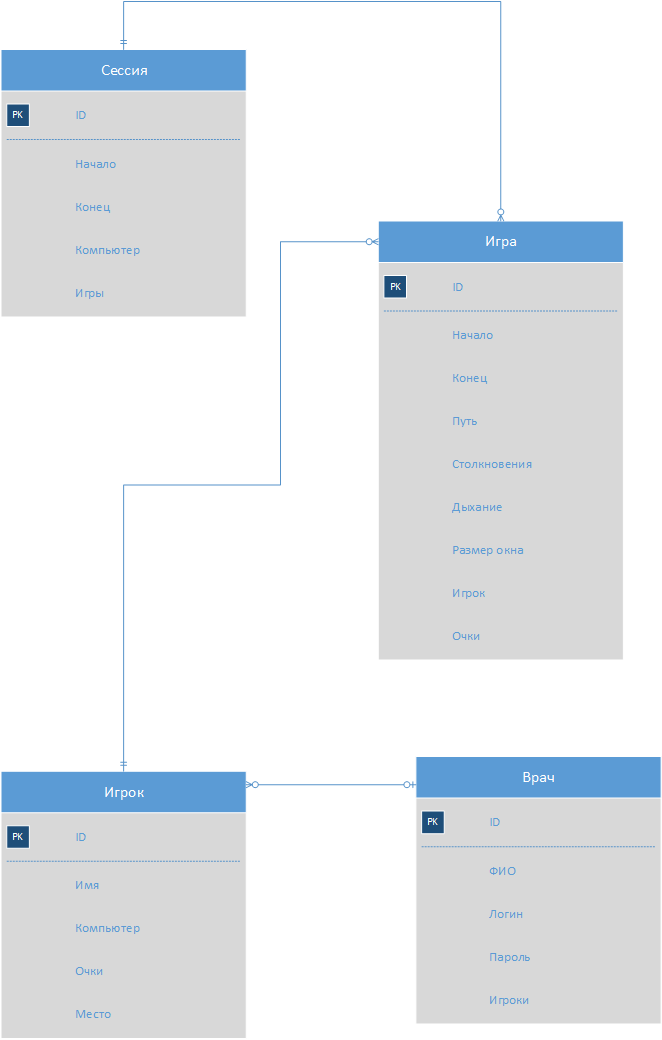 Сессия
PK ID
Начало
Конец
Компьютер
Игры
Игра
PK ID
Начало
Конец
Путь
Столкновения
Дыхание
Размер окна
Игрок
Очки
Игрок
PK ID
Имя
Компьютер
Очки
Место
Врач
PK ID
ФИО
Логин
Пароль
Игроки